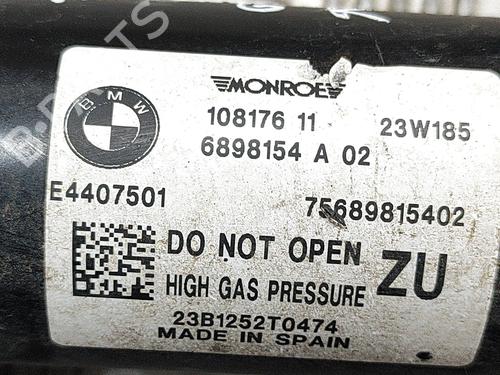 MONROE
BMW
108176 11 23W185
6898154 A 02
E4407501 75689815402
DO NOT OPEN ZU
HIGH GAS PRESSURE
23B1252T0474
MADE IN SPAIN